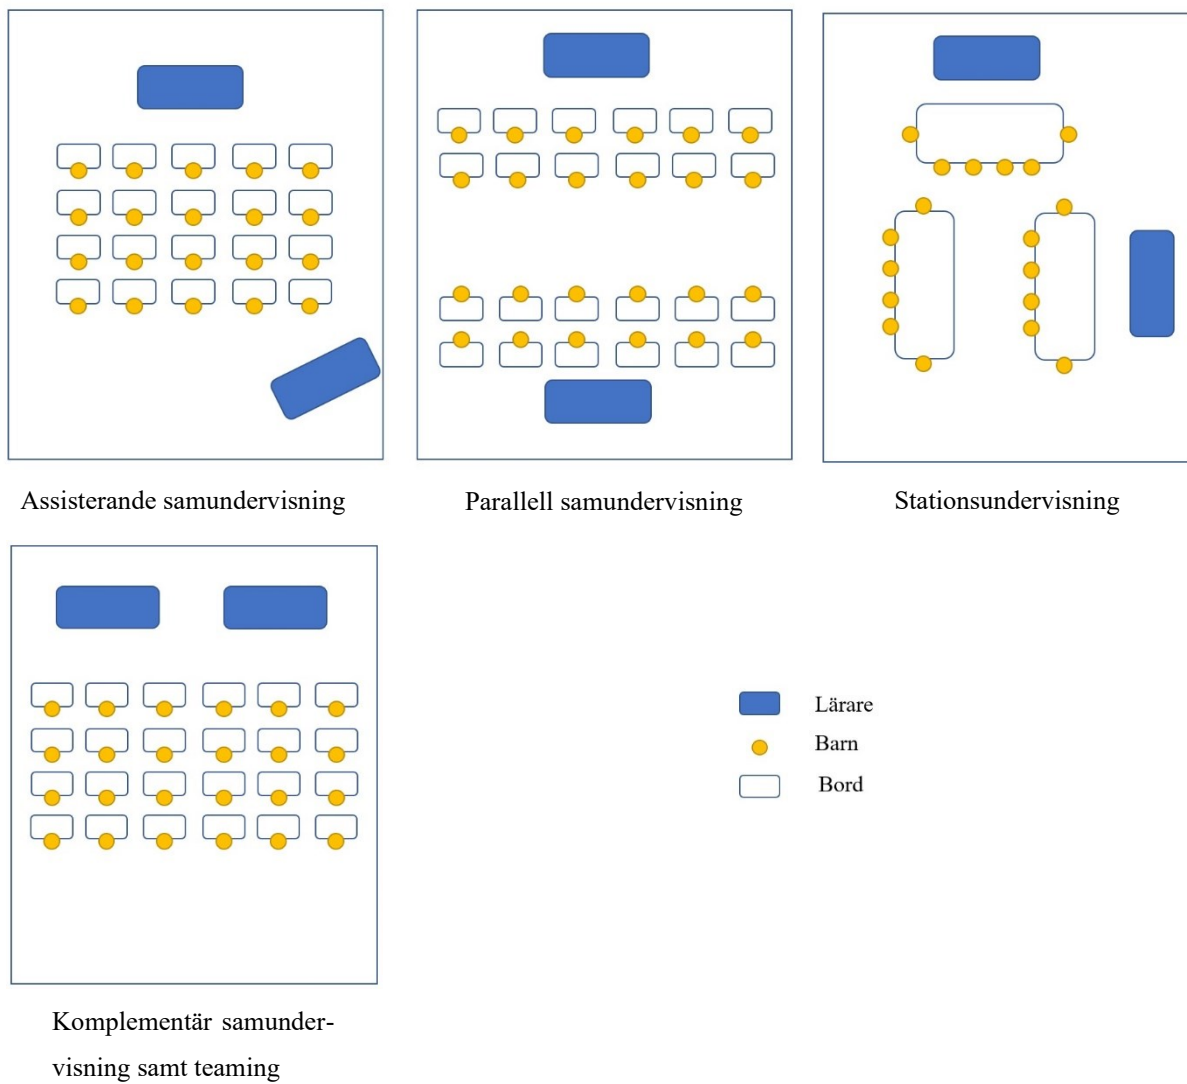 Assisterande samundervisning
Parallell samundervisning
Stationsundervisning
Lärare
Barn
Bord
Komplementär samunder-
visning samt teaming